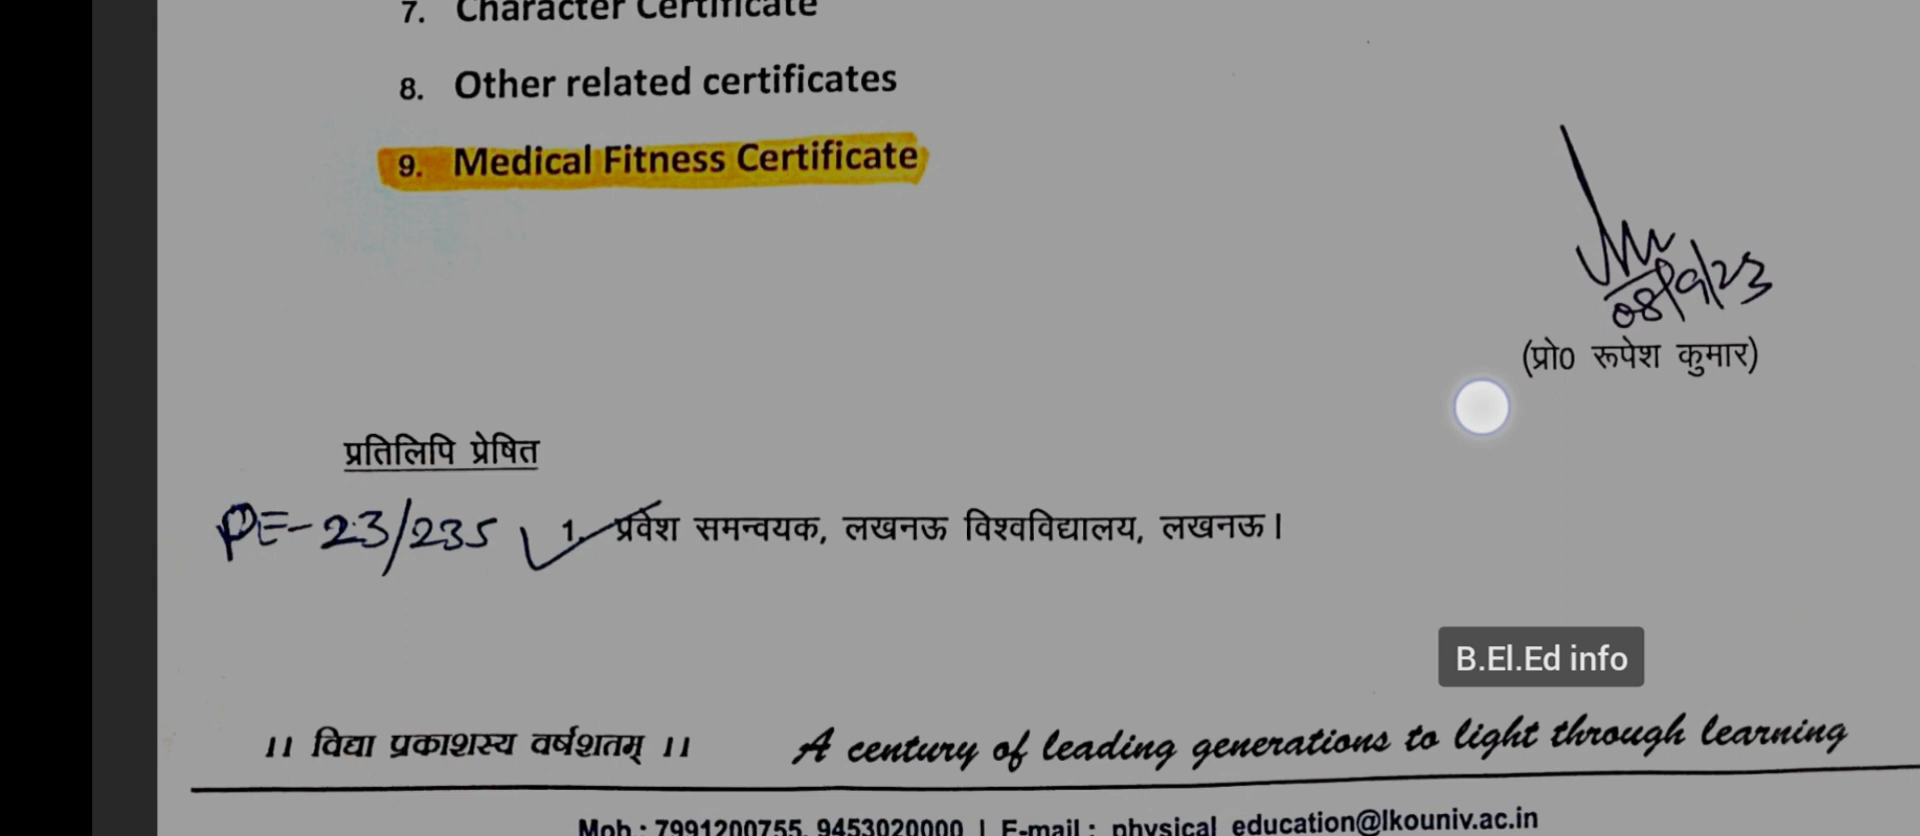 7. Character Certificate
8. Other related certificates
9. Medical Fitness Certificate
08/9/23
(प्रो0 रूपेश कुमार)
प्रतिलिपि प्रेषित
PE-23/235 1. प्रवेश समन्वयक, लखनऊ विश्वविद्यालय, लखनऊ।
B.El.Ed info
।। विद्या प्रकाशस्य वर्षशतम् ।। A century of leading generations to light through learning
Mob : 7991200755, 9453020000 | E-mail : physical_education@lkouniv.ac.in